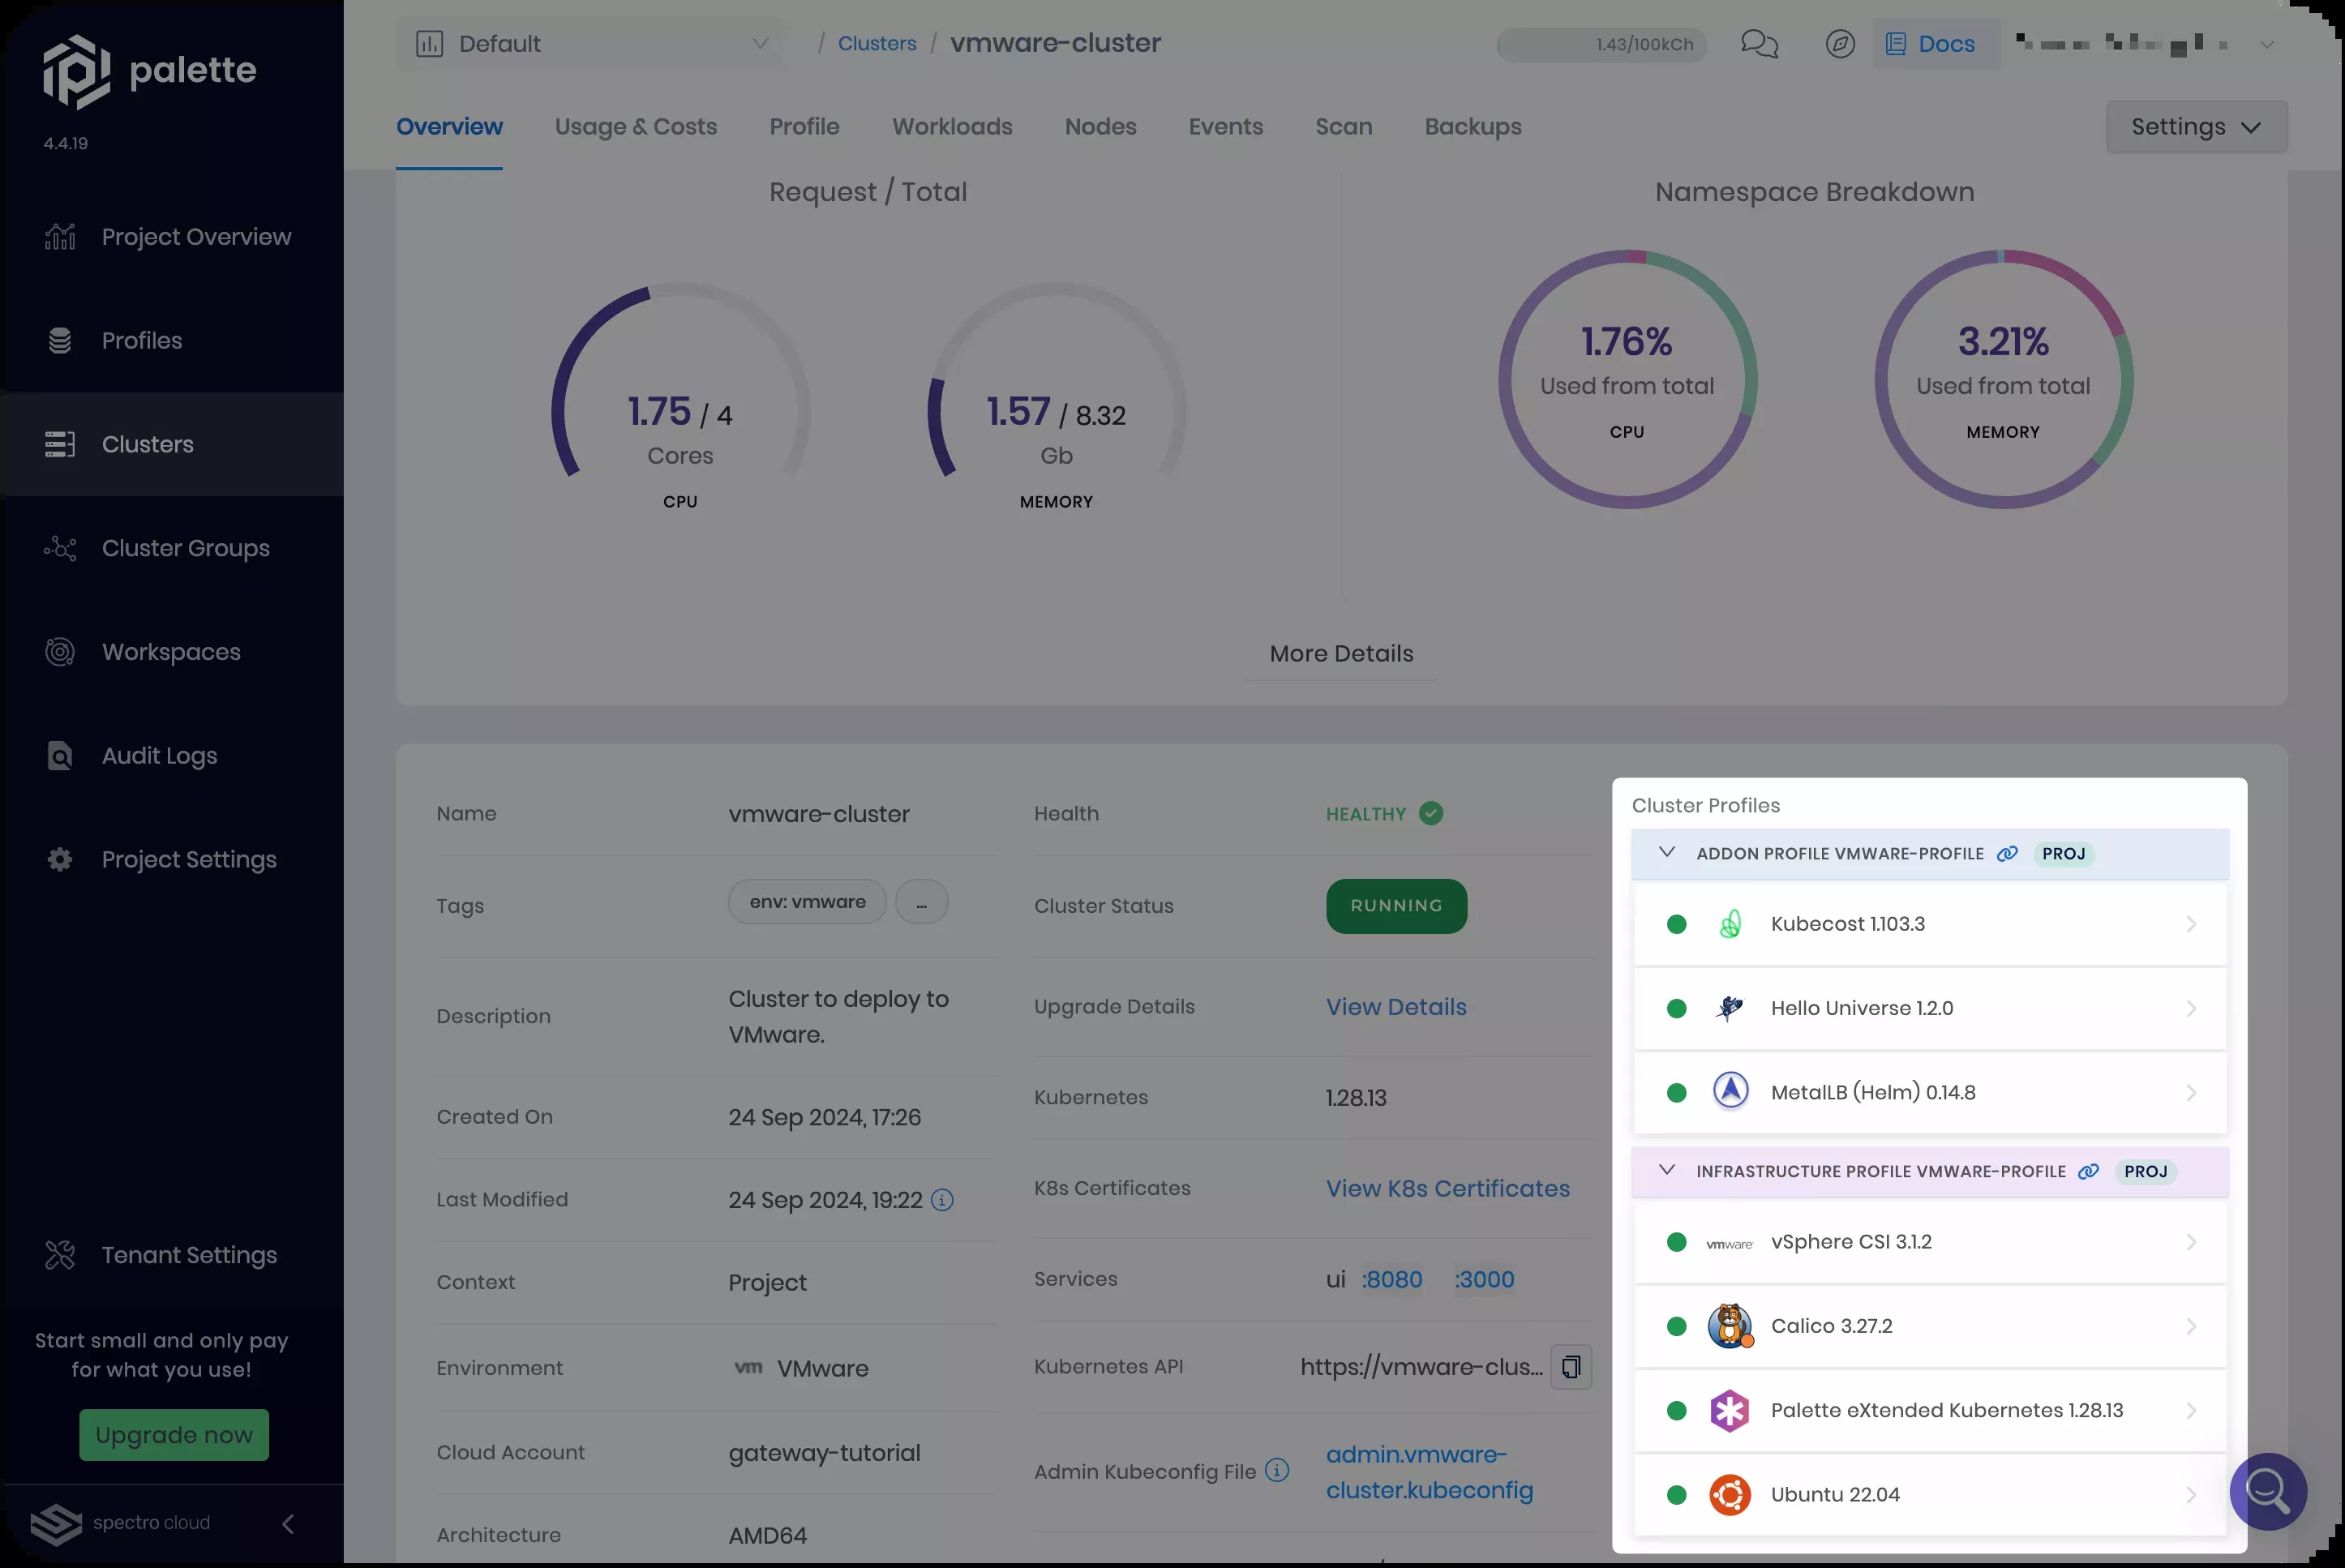 palette
4.4.19
Project Overview
Profiles
Clusters
Cluster Groups
Workspaces
Audit Logs
Project Settings
Tenant Settings
Start small and only pay
for what you use!
Upgrade now
spectro cloud
Default
/ Clusters / vmware-cluster
1.43/100kCh
Docs
Overview
Usage & Costs
Profile
Workloads
Nodes
Events
Scan
Backups
Settings
Request / Total
1.75 / 4
Cores
CPU
1.57 / 8.32
Gb
MEMORY
Namespace Breakdown
1.76%
Used from total
CPU
3.21%
Used from total
MEMORY
More Details
Name vmware-cluster
Tags env: vmware ...
Description Cluster to deploy to
VMware.
Created On 24 Sep 2024, 17:26
Last Modified 24 Sep 2024, 19:22
Context Project
Environment vm VMware
Cloud Account gateway-tutorial
Architecture AMD64
Health HEALTHY
Cluster Status RUNNING
Upgrade Details View Details
Kubernetes 1.28.13
K8s Certificates View K8s Certificates
Services ui :8080 :3000
Kubernetes API https://vmware-clus...
Admin Kubeconfig File admin.vmware-
cluster.kubeconfig
Cluster Profiles
ADDON PROFILE VMWARE-PROFILE PROJ
Kubecost 1.103.3
Hello Universe 1.2.0
MetalLB (Helm) 0.14.8
INFRASTRUCTURE PROFILE VMWARE-PROFILE PROJ
vmware vSphere CSI 3.1.2
Calico 3.27.2
Palette eXtended Kubernetes 1.28.13
Ubuntu 22.04